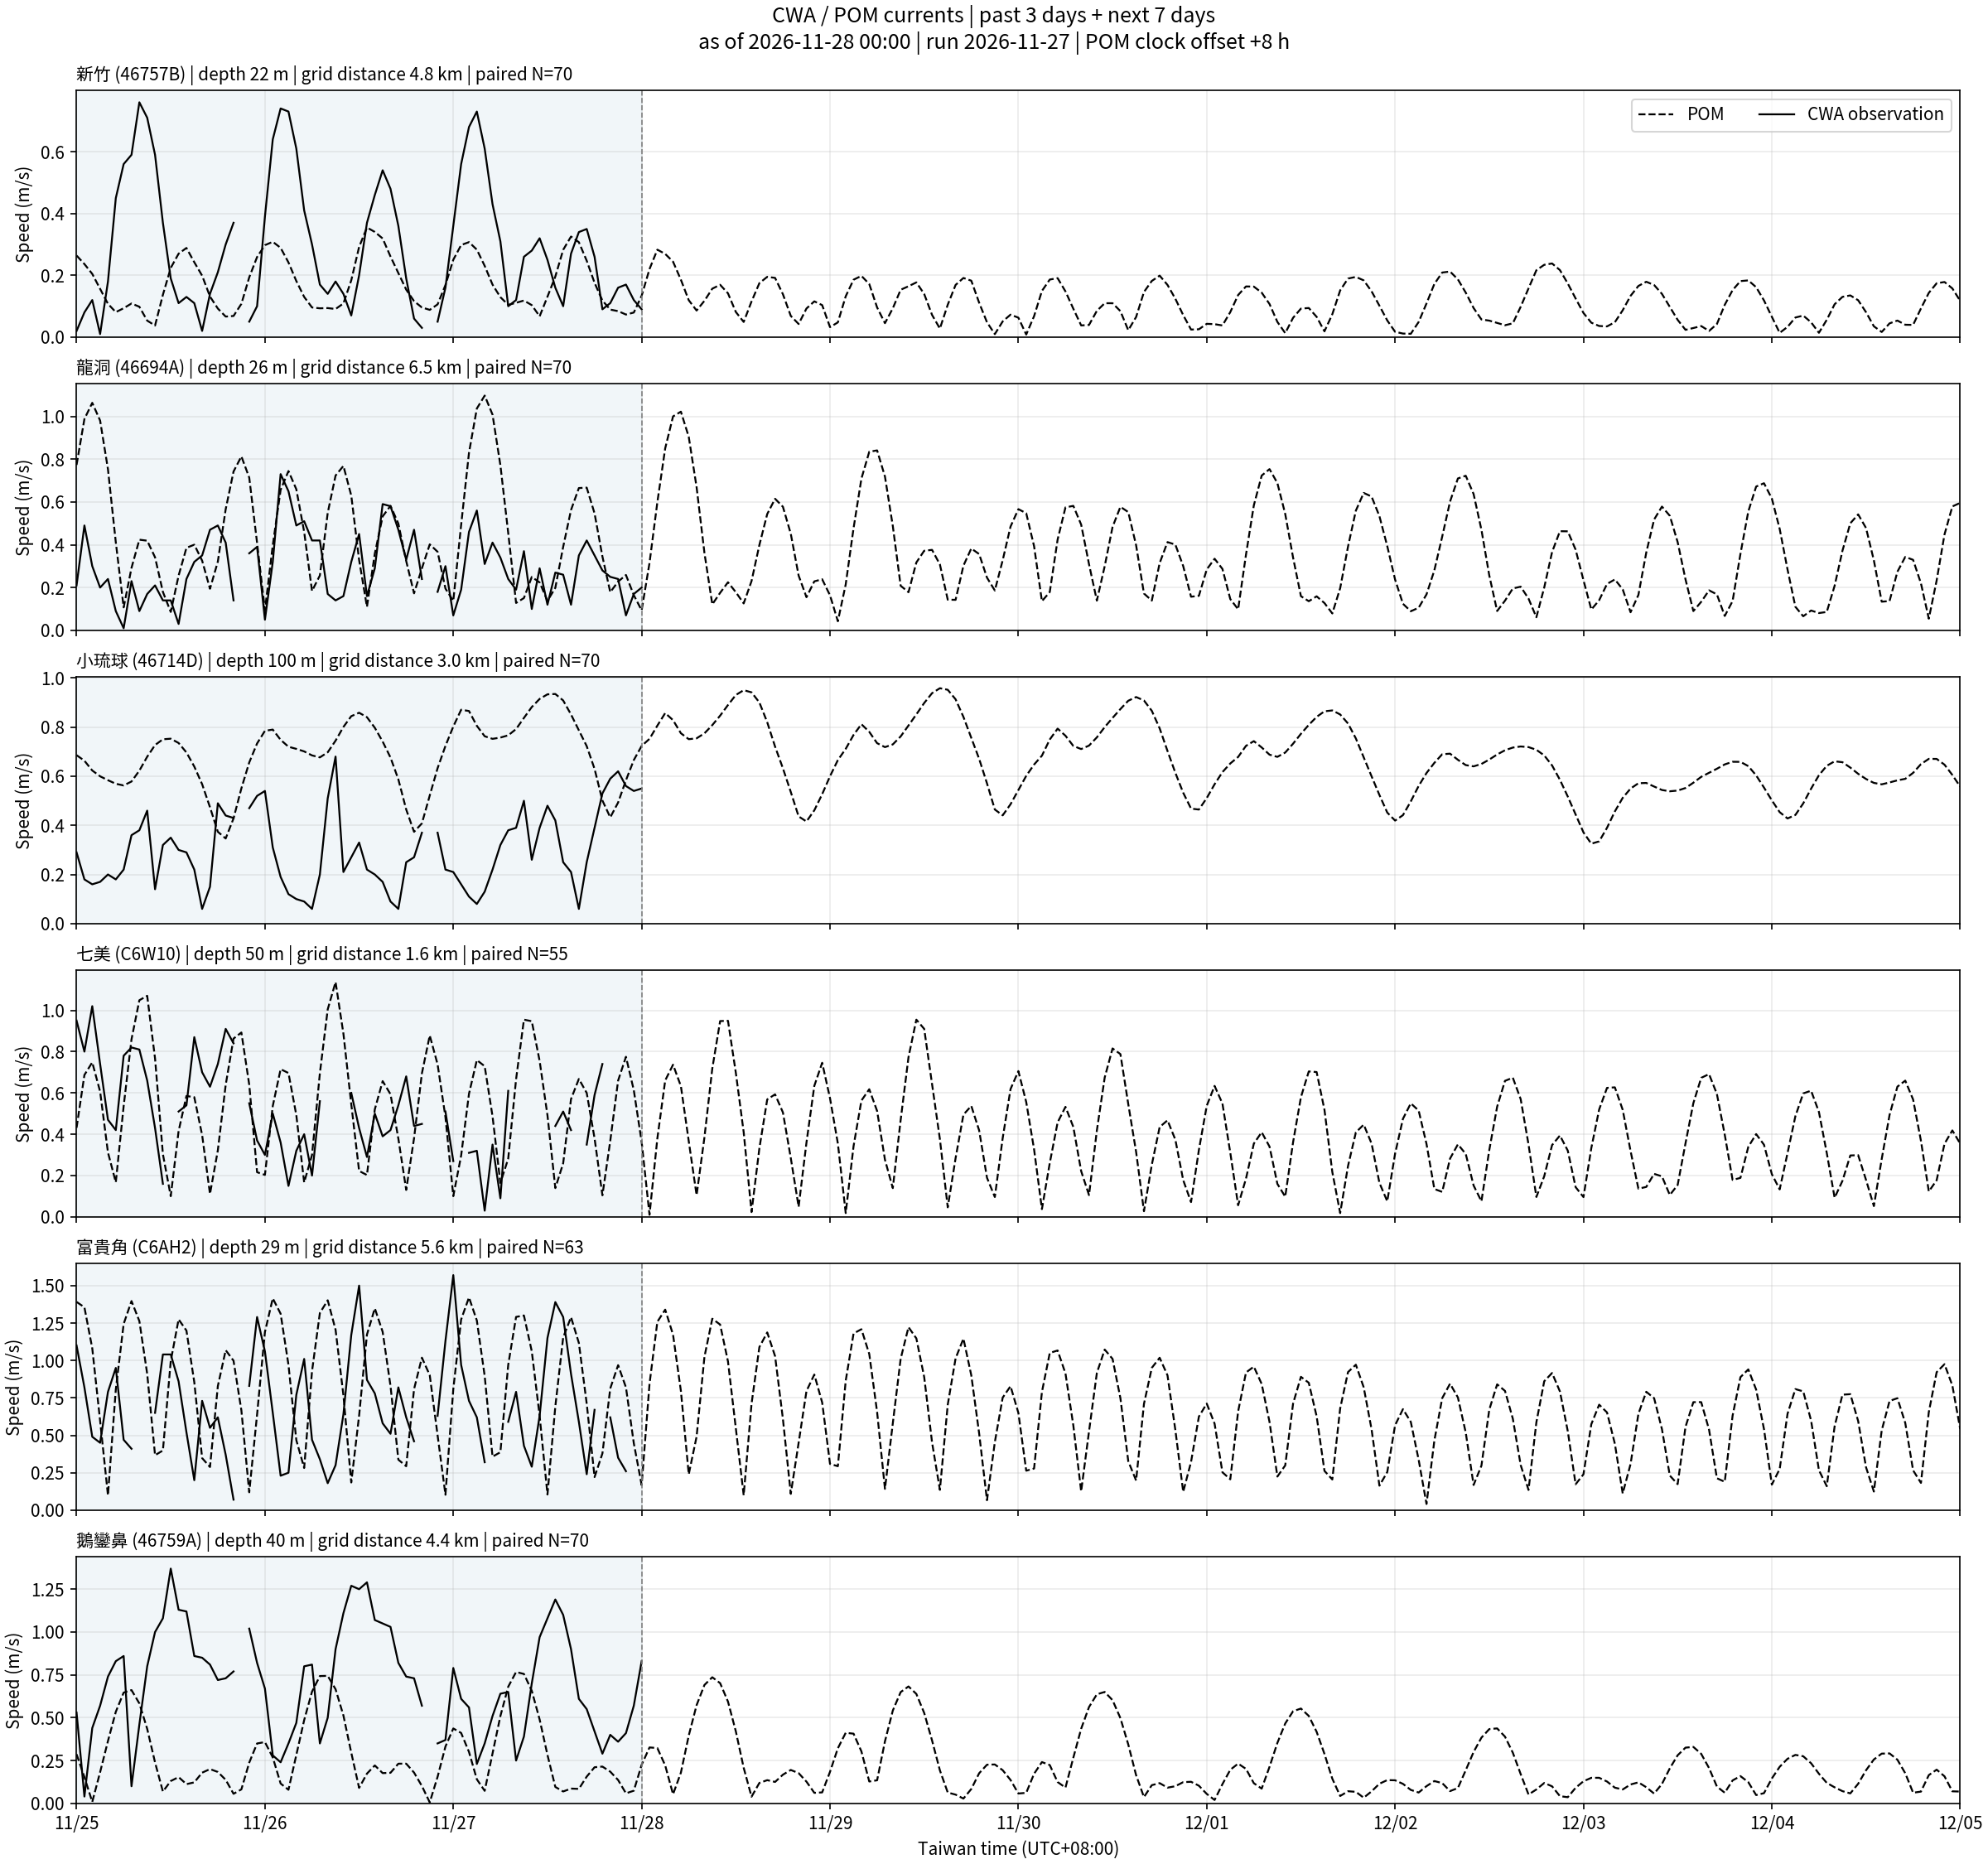 CWA / POM currents | past 3 days + next 7 days
as of 2026-11-28 00:00 | run 2026-11-27 | POM clock offset +8 h
新竹 (46757B) | depth 22 m | grid distance 4.8 km | paired N=70
POM
CWA observation
Speed (m/s)
0.6
0.4
0.2
0.0
龍洞 (46694A) | depth 26 m | grid distance 6.5 km | paired N=70
Speed (m/s)
1.0
0.8
0.6
0.4
0.2
0.0
小琉球 (46714D) | depth 100 m | grid distance 3.0 km | paired N=70
Speed (m/s)
1.0
0.8
0.6
0.4
0.2
0.0
七美 (C6W10) | depth 50 m | grid distance 1.6 km | paired N=55
Speed (m/s)
1.0
0.8
0.6
0.4
0.2
0.0
富貴角 (C6AH2) | depth 29 m | grid distance 5.6 km | paired N=63
Speed (m/s)
1.50
1.25
1.00
0.75
0.50
0.25
0.00
鵝鑾鼻 (46759A) | depth 40 m | grid distance 4.4 km | paired N=70
Speed (m/s)
1.25
1.00
0.75
0.50
0.25
0.00
11/25 11/26 11/27 11/28 11/29 11/30 12/01 12/02 12/03 12/04 12/05
Taiwan time (UTC+08:00)